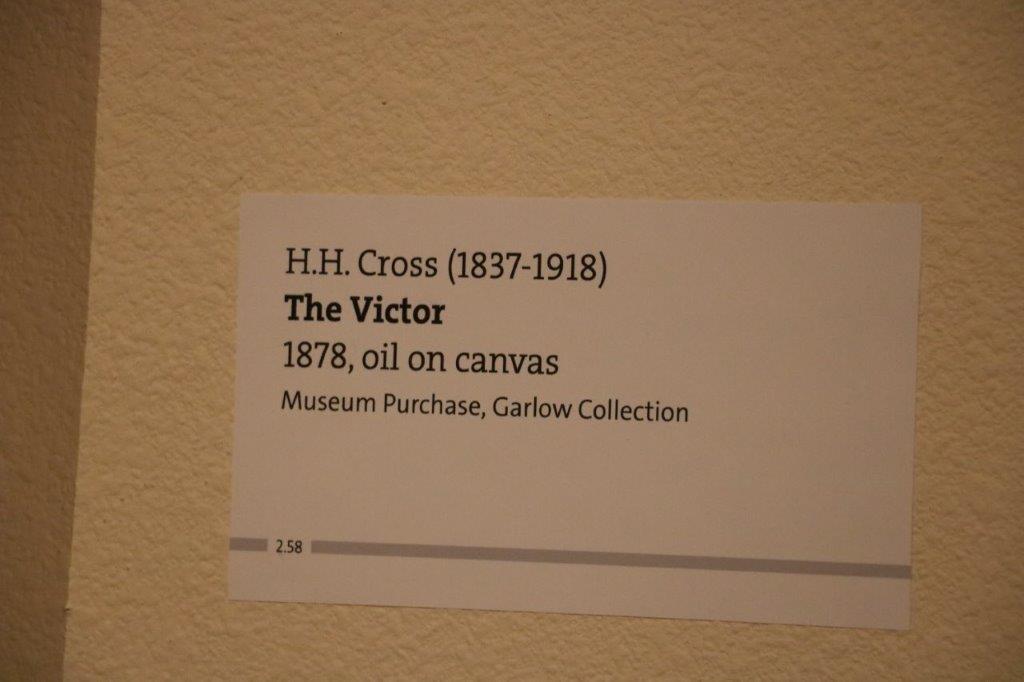 H.H. Cross (1837-1918)
The Victor
1878, oil on canvas
Museum Purchase, Garlow Collection
2.58